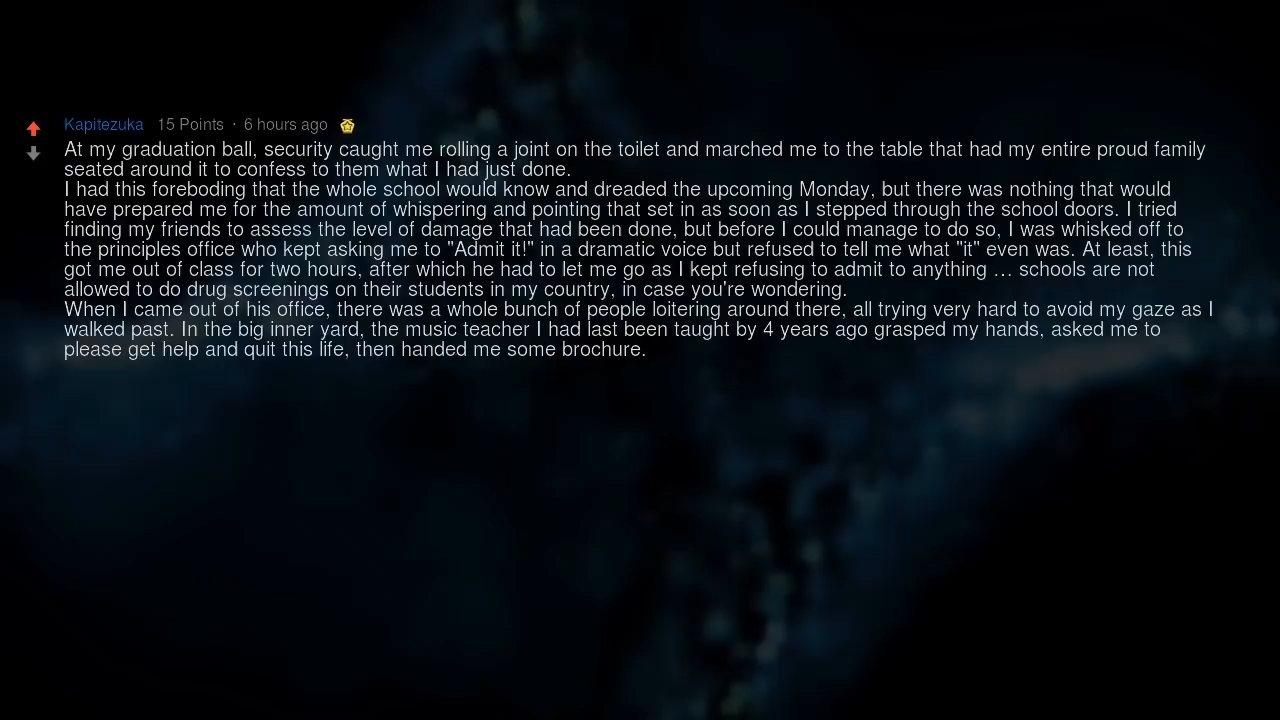 Kapitezuka 15 Points · 6 hours ago
At my graduation ball, security caught me rolling a joint on the toilet and marched me to the table that had my entire proud family
seated around it to confess to them what I had just done.
I had this foreboding that the whole school would know and dreaded the upcoming Monday, but there was nothing that would
have prepared me for the amount of whispering and pointing that set in as soon as I stepped through the school doors. I tried
finding my friends to assess the level of damage that had been done, but before I could manage to do so, I was whisked off to
the principles office who kept asking me to "Admit it!" in a dramatic voice but refused to tell me what "it" even was. At least, this
got me out of class for two hours, after which he had to let me go as I kept refusing to admit to anything … schools are not
allowed to do drug screenings on their students in my country, in case you're wondering.
When I came out of his office, there was a whole bunch of people loitering around there, all trying very hard to avoid my gaze as I
walked past. In the big inner yard, the music teacher I had last been taught by 4 years ago grasped my hands, asked me to
please get help and quit this life, then handed me some brochure.